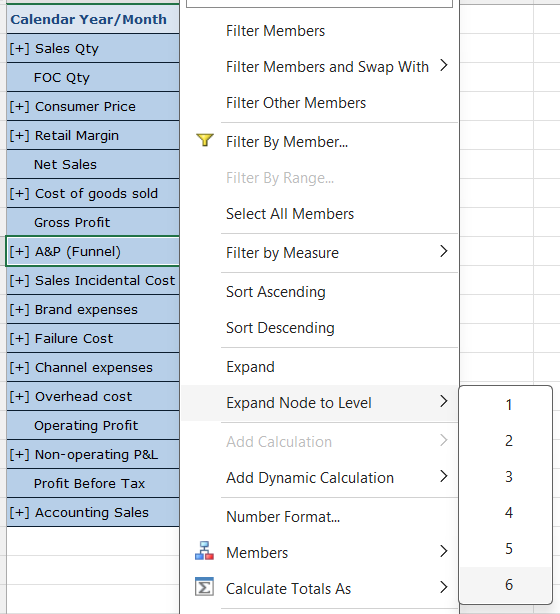 Calendar Year/Month
[+] Sales Qty
FOC Qty
[+] Consumer Price
[+] Retail Margin
Net Sales
[+] Cost of goods sold
Gross Profit
[+] A&P (Funnel)
[+] Sales Incidental Cost
[+] Brand expenses
[+] Failure Cost
[+] Channel expenses
[+] Overhead cost
Operating Profit
[+] Non-operating P&L
Profit Before Tax
[+] Accounting Sales
Filter Members
Filter Members and Swap With
Filter Other Members
Filter By Member...
Filter By Range...
Select All Members
Filter by Measure
Sort Ascending
Sort Descending
Expand
Expand Node to Level
Add Calculation
Add Dynamic Calculation
Number Format...
Members
Calculate Totals As
1
2
3
4
5
6